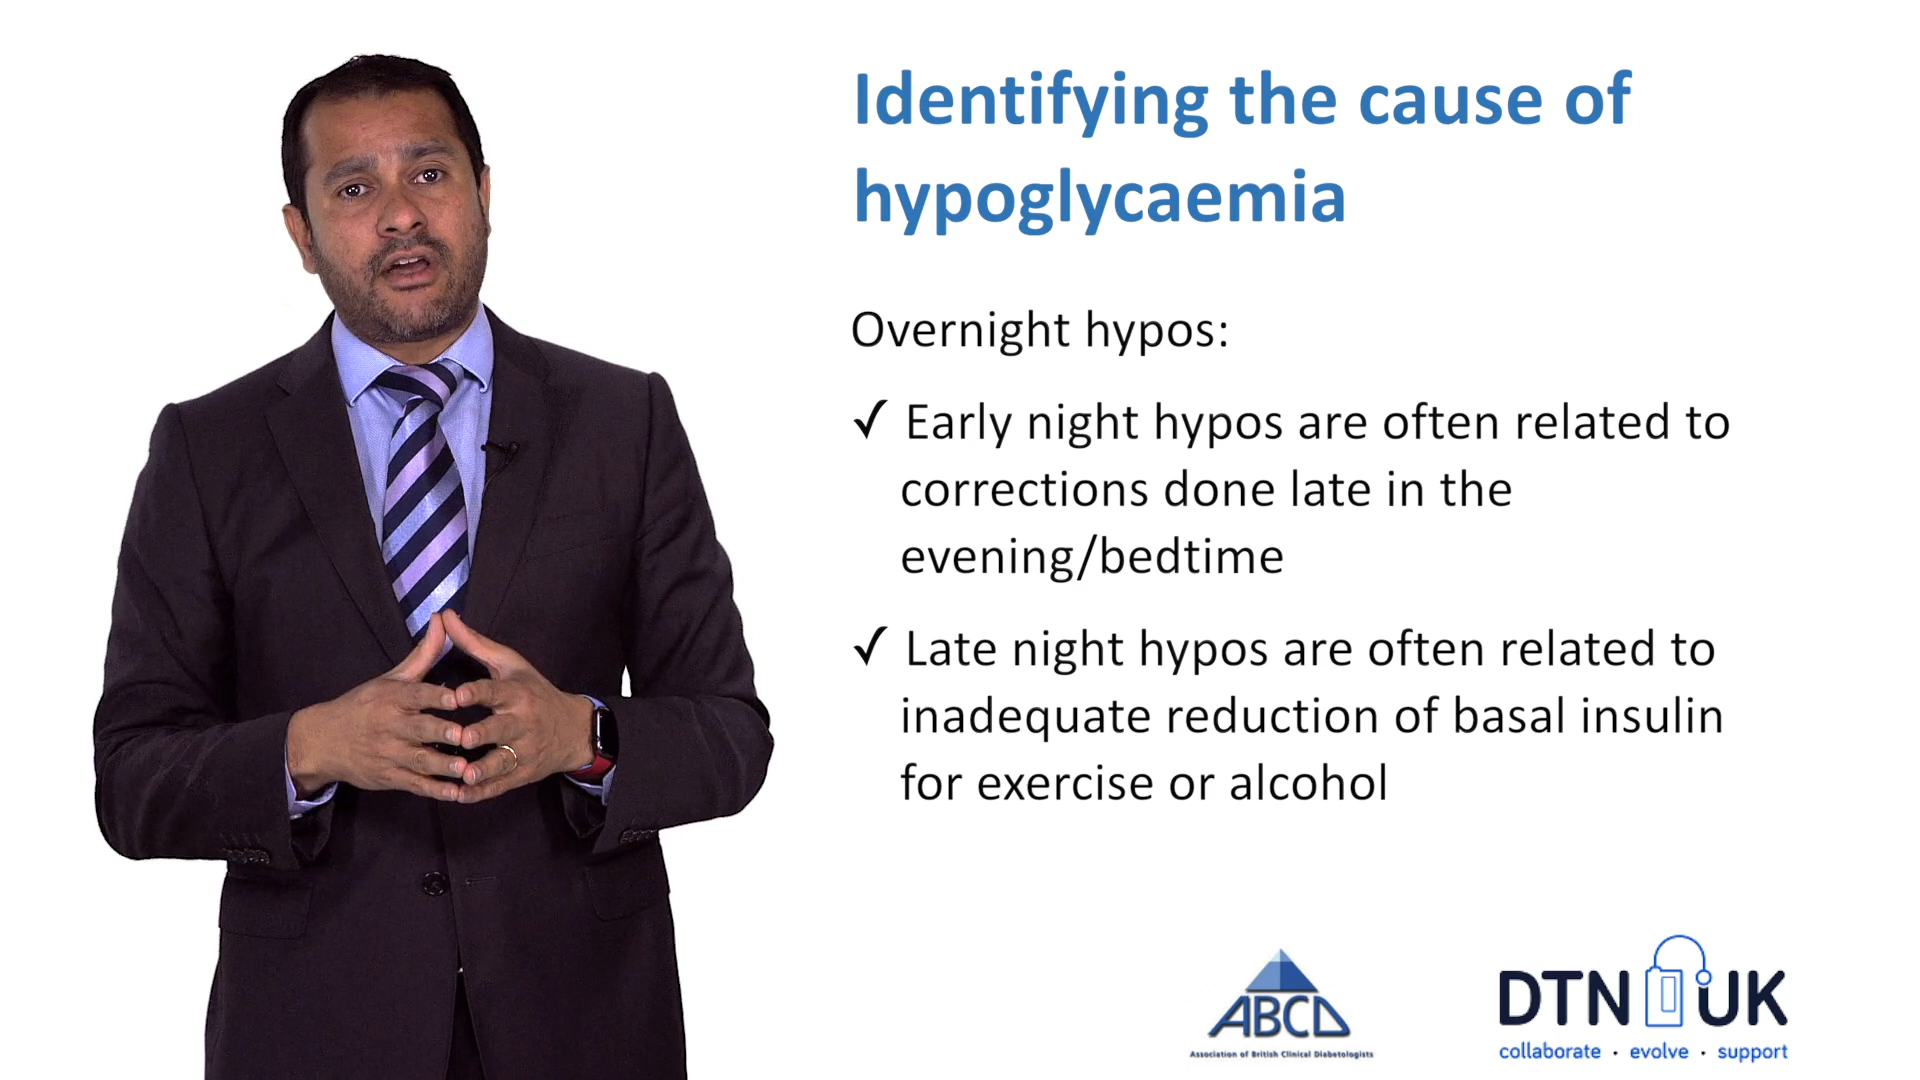 Identifying the cause of
hypoglycaemia
Overnight hypos:
✓ Early night hypos are often related to
corrections done late in the
evening/bedtime
✓ Late night hypos are often related to
inadequate reduction of basal insulin
for exercise or alcohol
ABCD
Association of British Clinical Diabetologists
DTN UK
collaborate · evolve · support